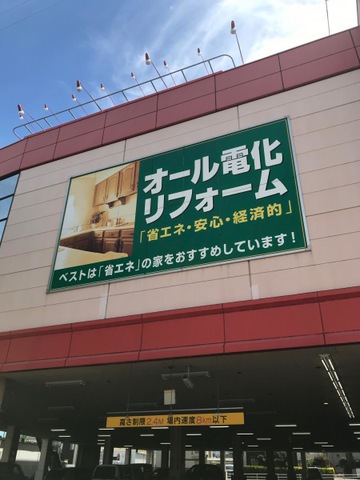 オール電化
リフォーム
「省エネ・安心・経済的」
ベストは「省エネ」の家をおすすめしています!
高さ制限2.4M 場内速度8km以下